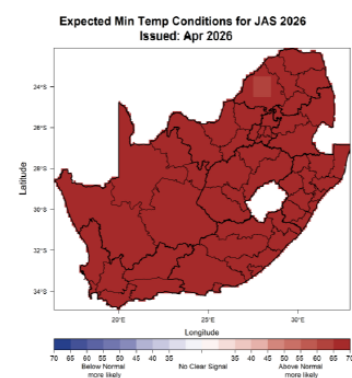 Expected Min Temp Conditions for JAS 2026
Issued: Apr 2026
Latitude
24°S
26°S
28°S
30°S
32°S
34°S
20°E
25°E
30°E
Longitude
70 65 60 55 50 45 40 35 35 40 45 50 55 60 65 70
Below Normal No Clear Signal Above Normal
more likely more likely